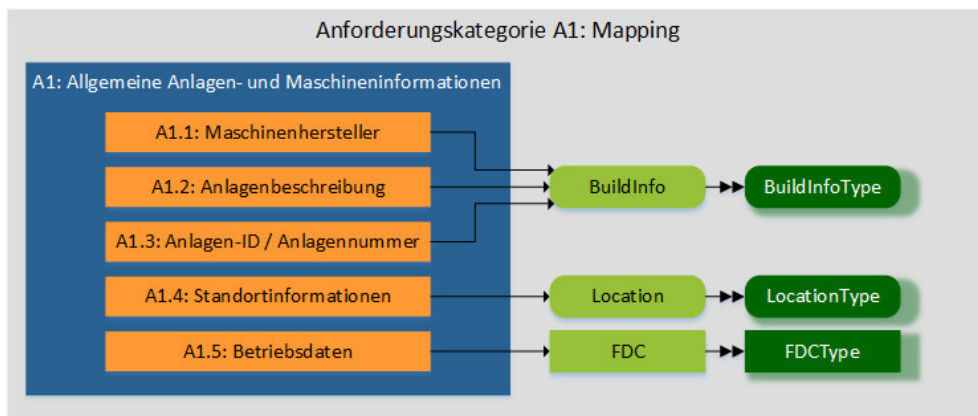 Anforderungskategorie A1: Mapping
A1: Allgemeine Anlagen- und Maschineninformationen
A1.1: Maschinenhersteller
A1.2: Anlagenbeschreibung
BuildInfo
BuildInfoType
A1.3: Anlagen-ID / Anlagennummer
A1.4: Standortinformationen
Location
LocationType
A1.5: Betriebsdaten
FDC
FDCType